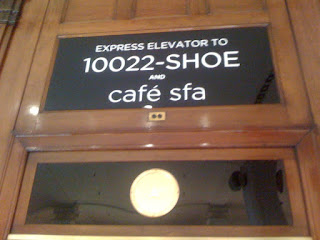 EXPRESS ELEVATOR TO
10022-SHOE
AND
café sfa